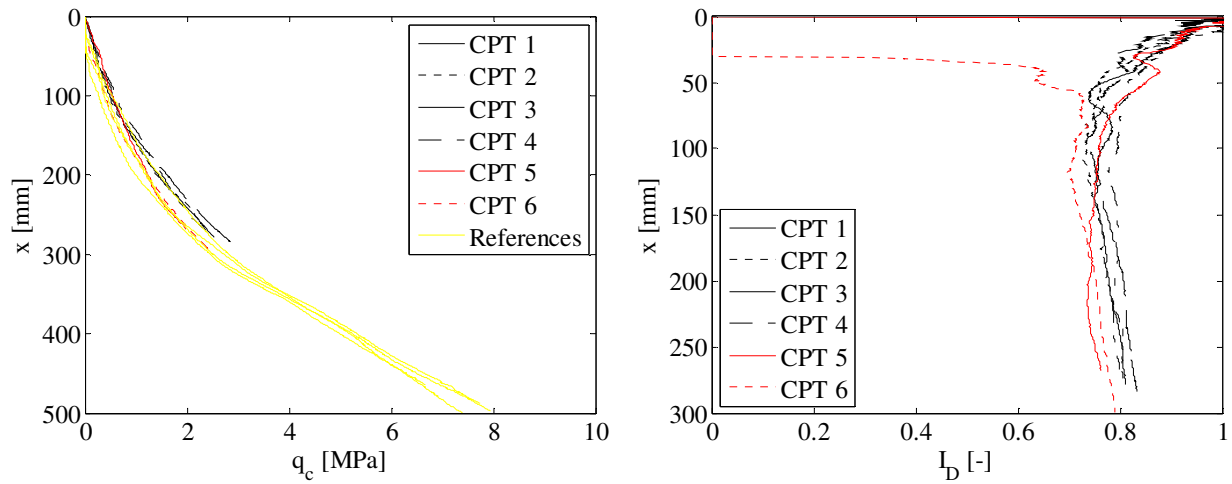 0
100
200
300
400
500
x [mm]
0
2
4
6
8
10
q_c [MPa]
CPT 1
CPT 2
CPT 3
CPT 4
CPT 5
CPT 6
References
0
50
100
150
200
250
300
x [mm]
0
0.2
0.4
0.6
0.8
1
I_D [-]
CPT 1
CPT 2
CPT 3
CPT 4
CPT 5
CPT 6